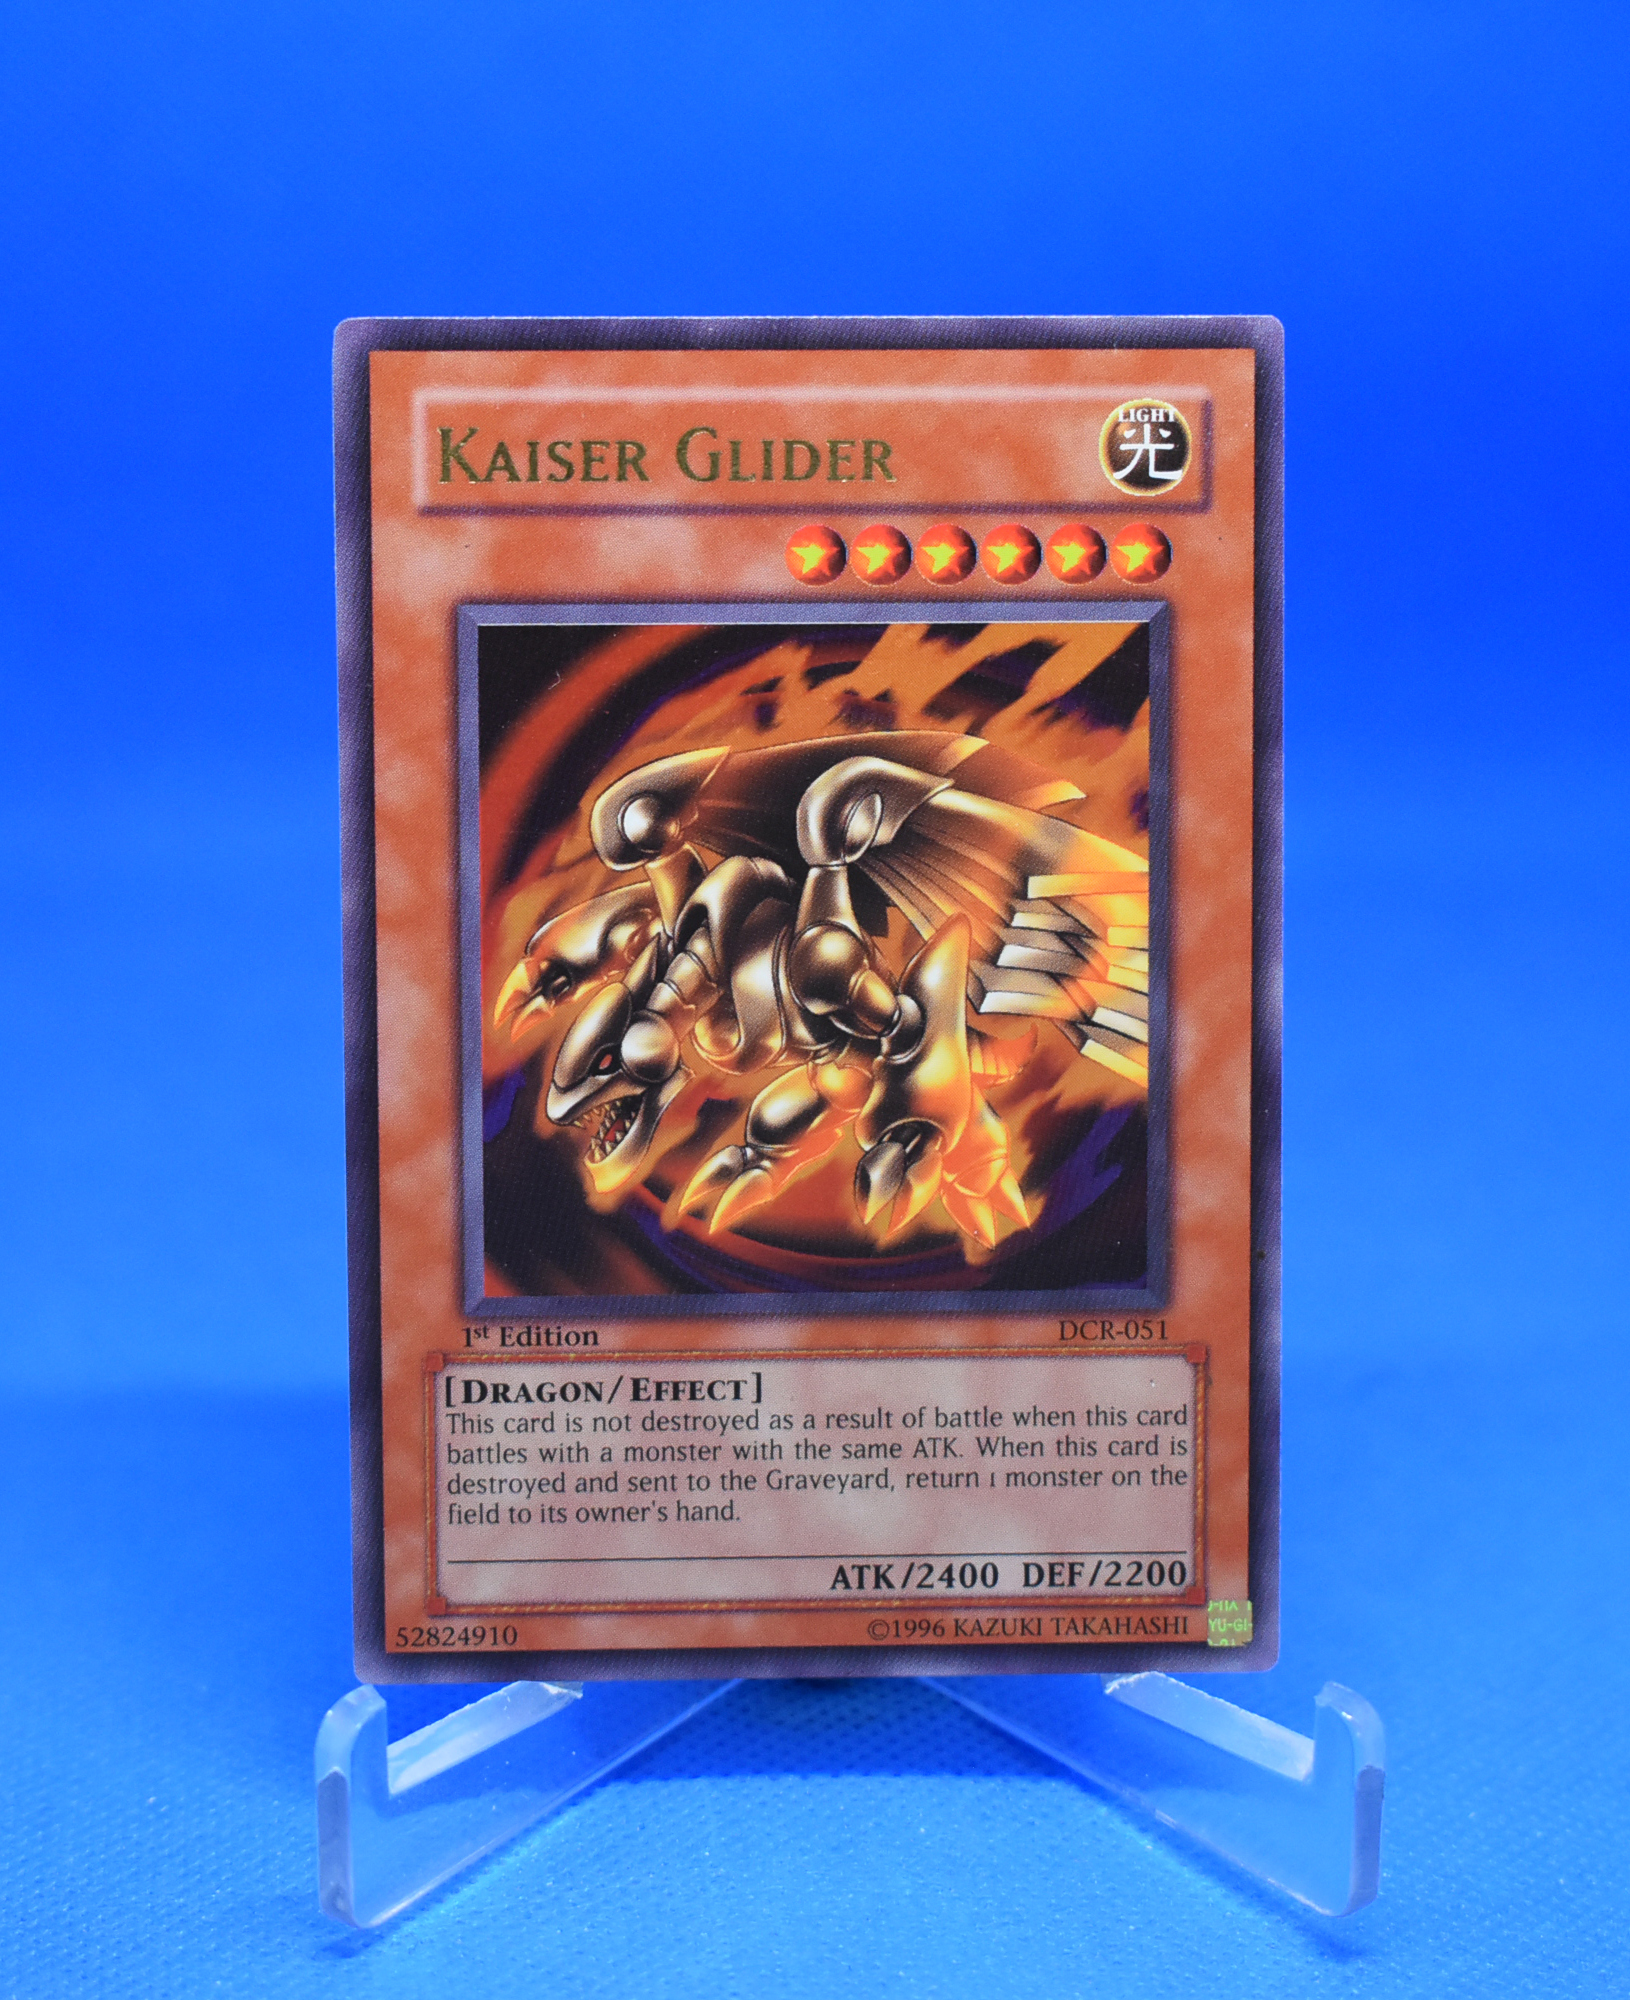 KAISER GLIDER
LIGHT
光
1st Edition
DCR-051
[DRAGON/EFFECT]
This card is not destroyed as a result of battle when this card
battles with a monster with the same ATK. When this card is
destroyed and sent to the Graveyard, return 1 monster on the
field to its owner's hand.
ATK/2400 DEF/2200
52824910
©1996 KAZUKI TAKAHASHI
YU-GI-